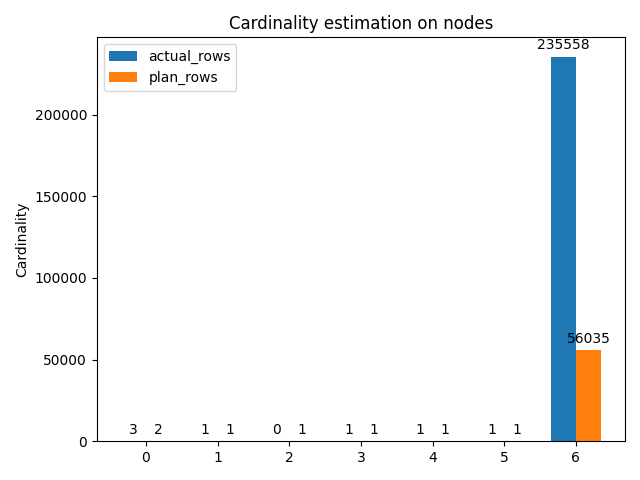 Cardinality estimation on nodes
actual_rows
plan_rows
Cardinality
200000
150000
100000
50000
0
3 2 1 1 0 1 1 1 1 1 1 1 235558 56035
0 1 2 3 4 5 6